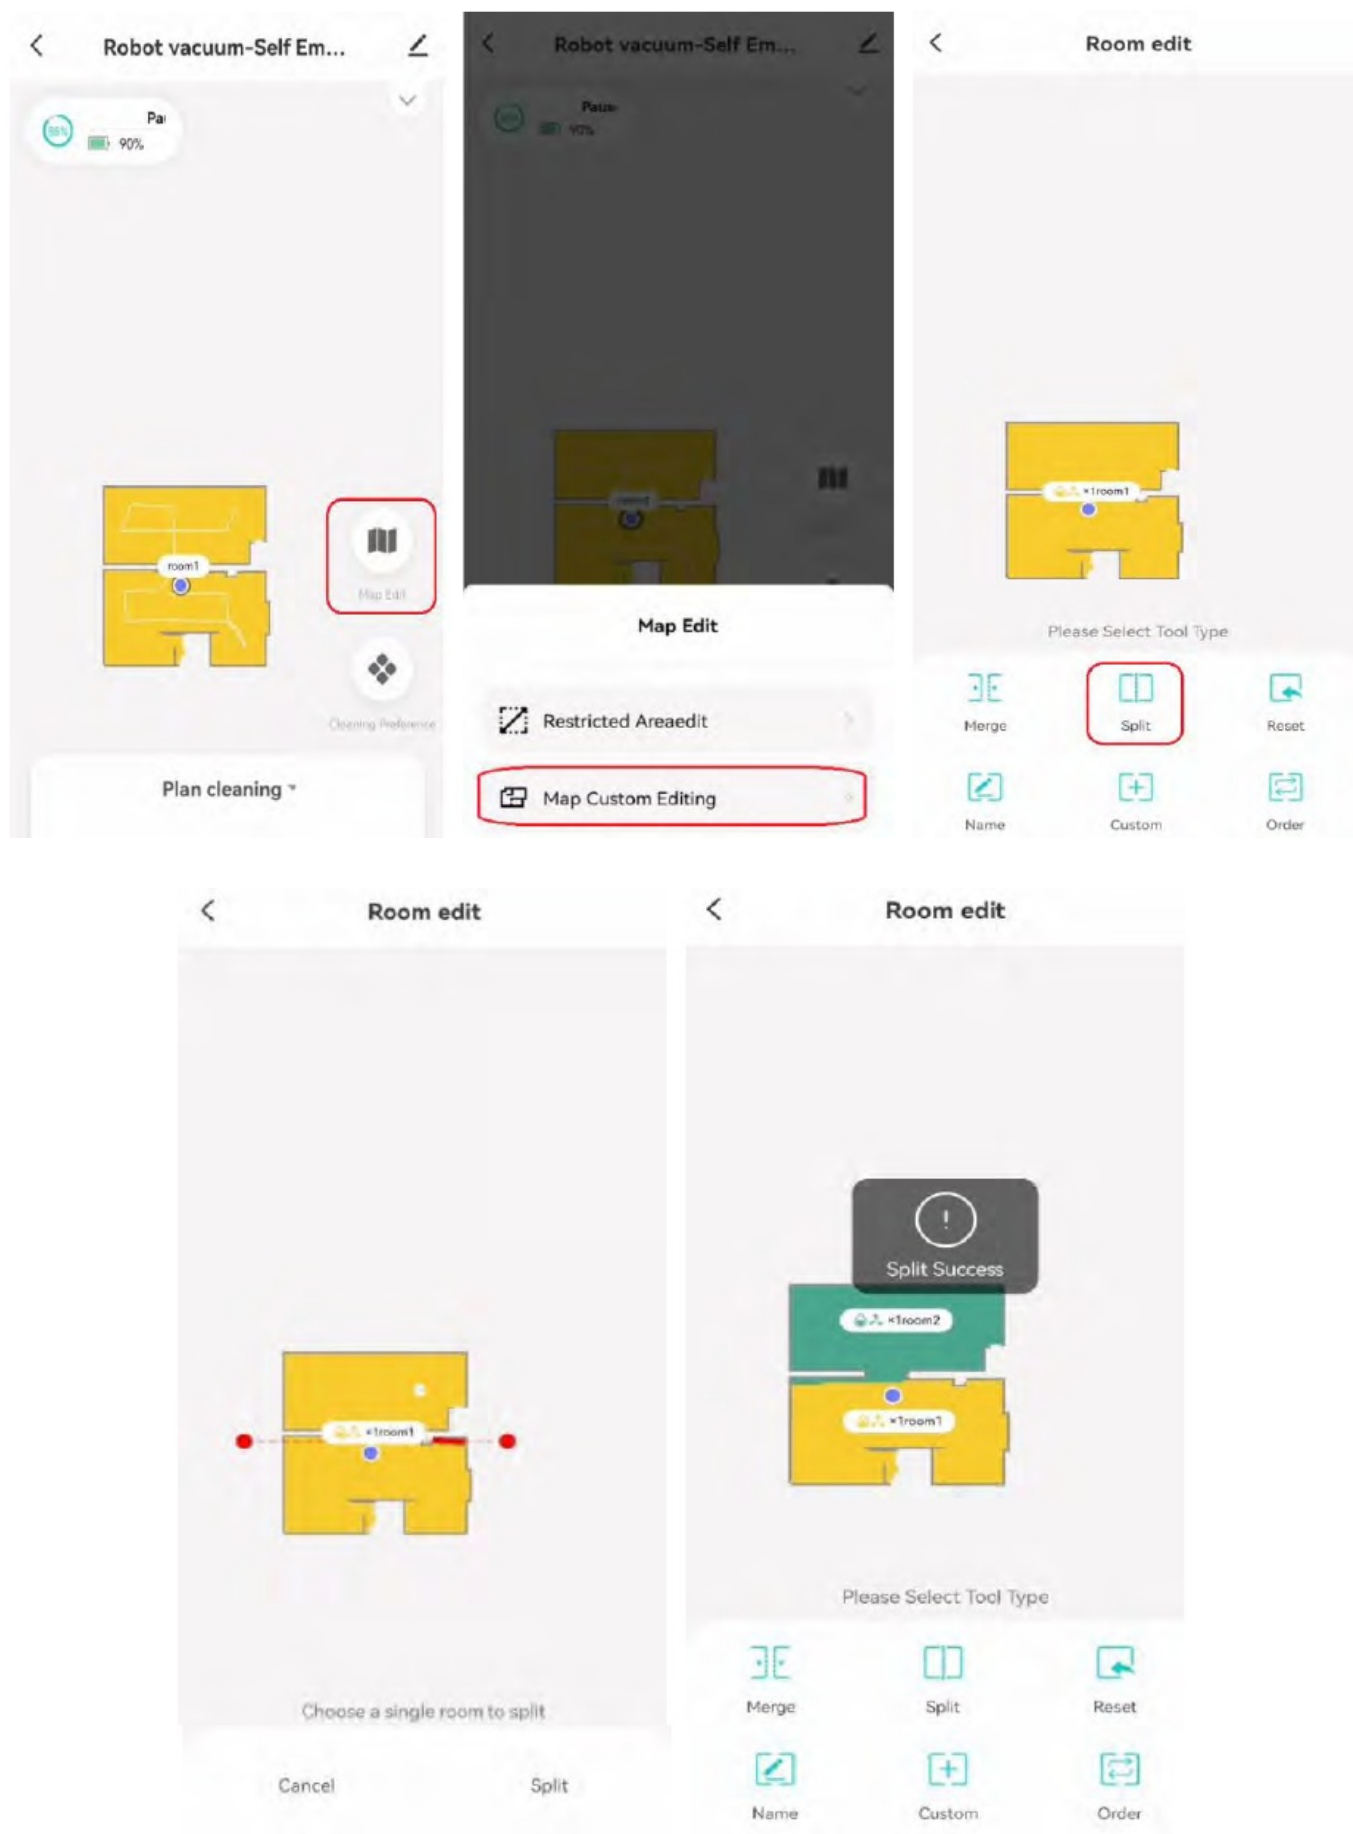 Robot vacuum-Self Em...
Pa
90%
room1
Map Edit
Cleaning Preference
Plan cleaning
Robot vacuum-Self Em...
Paus
90%
room1
Map Edit
Restricted Areaedit
Map Custom Editing
Room edit
×1room1
Please Select Tool Type
Merge Split Reset
Name Custom Order
Room edit
×1room1
Choose a single room to split
Cancel Split
Room edit
Split Success
×1room2
×1room1
Please Select Tool Type
Merge Split Reset
Name Custom Order